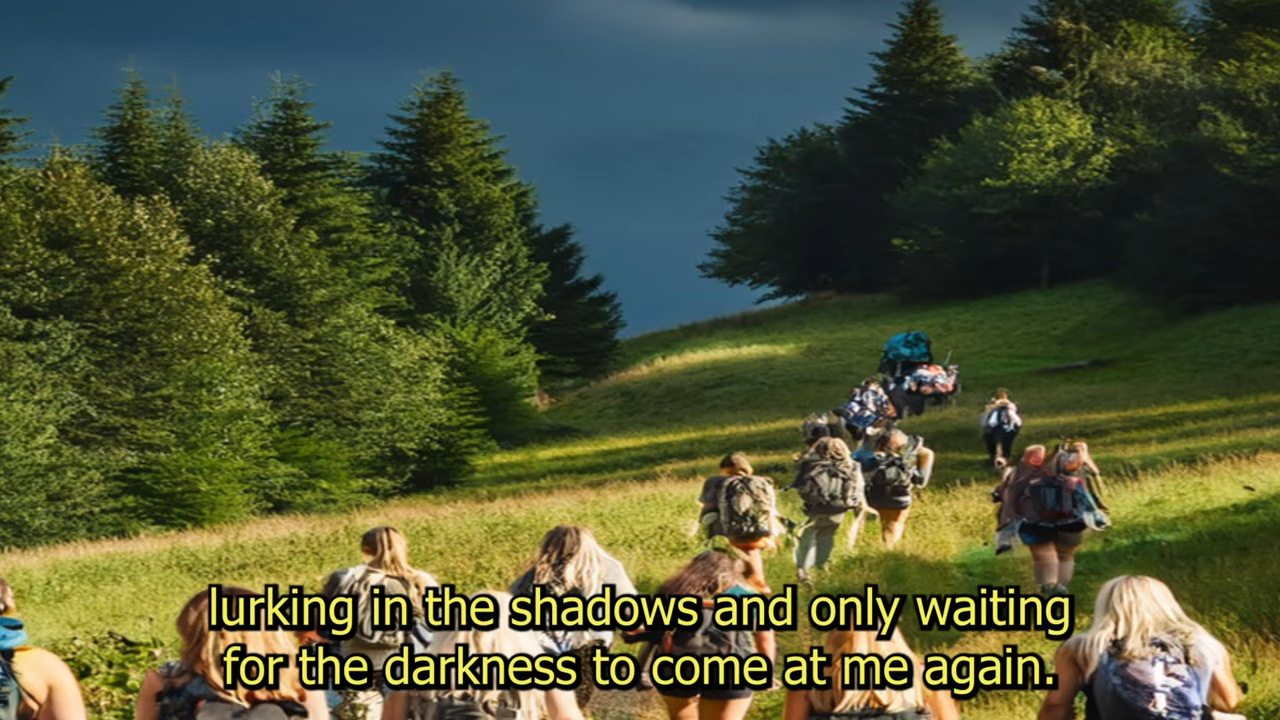 lurking in the shadows and only waiting
for the darkness to come at me again.